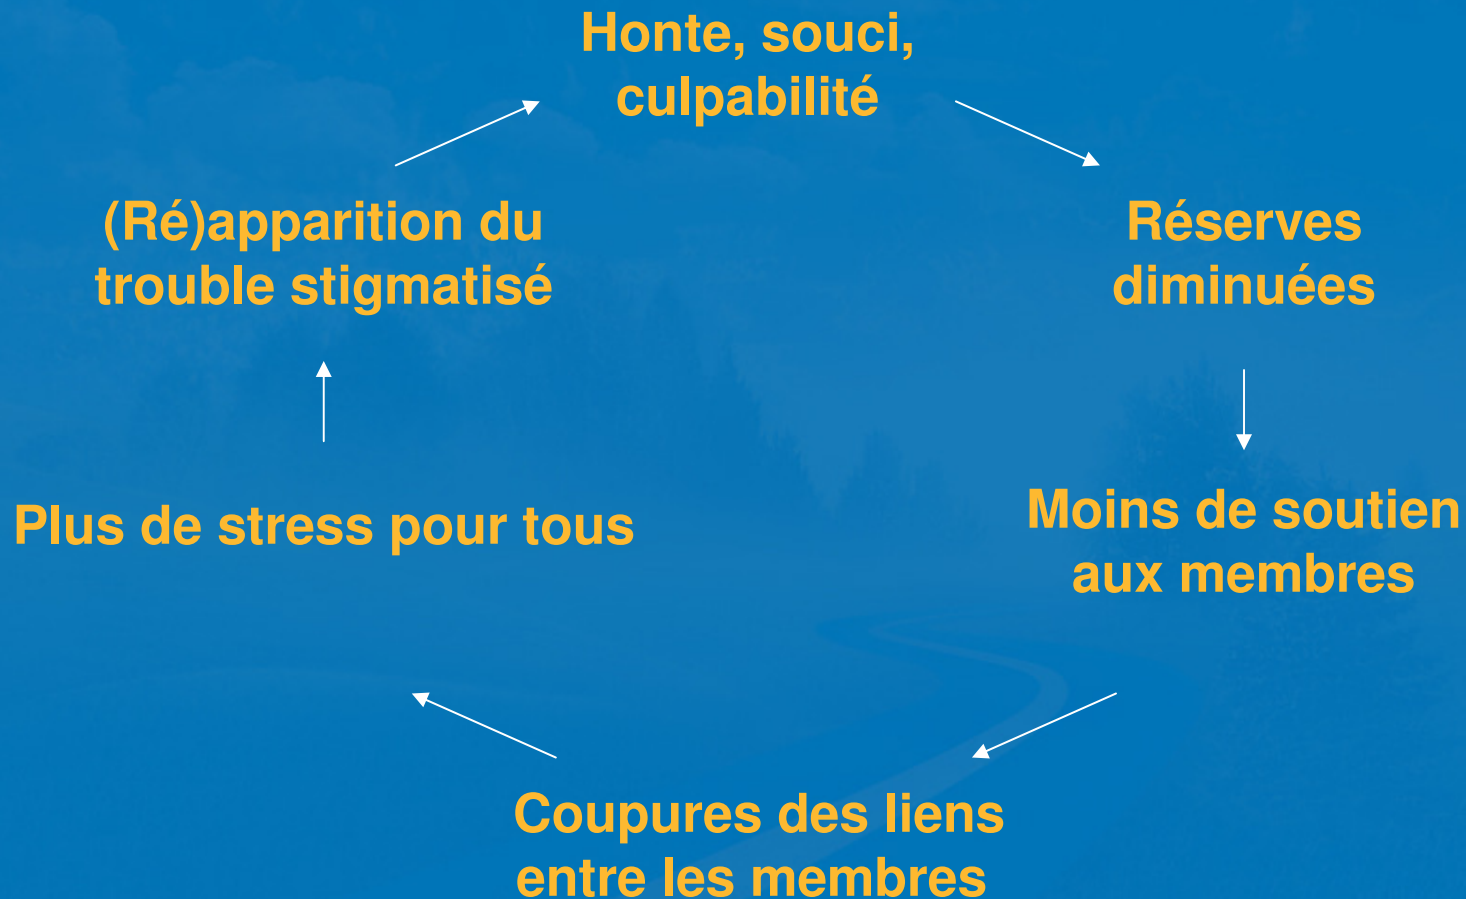 Honte, souci,
culpabilité
(Ré)apparition du
trouble stigmatisé
Réserves
diminuées
Plus de stress pour tous
Moins de soutien
aux membres
Coupures des liens
entre les membres